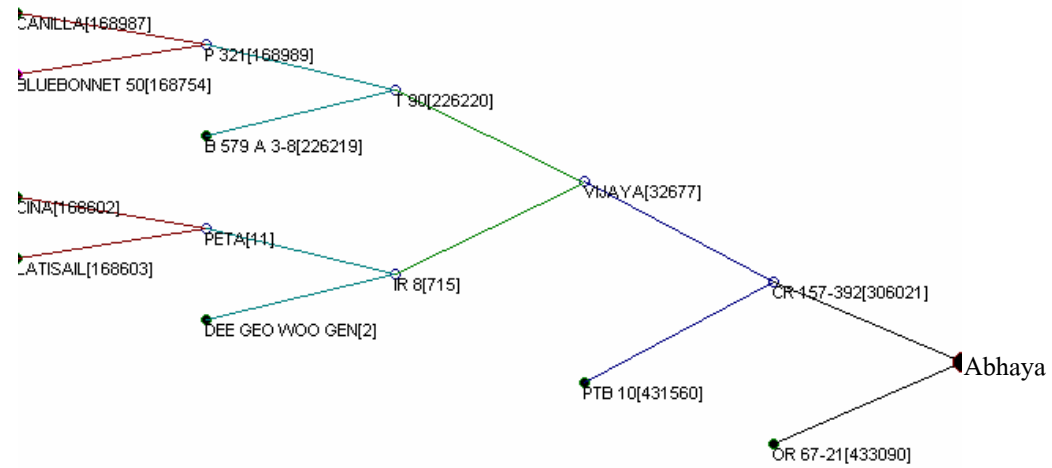 CANILLA[168987]
P 321[168989]
BLUEBONNET 50[168754]
T 90[226220]
B 579 A 3-8[226219]
VIJAYA[32677]
CINA[168602]
PETA[11]
LATISAIL[168603]
IR 8[715]
CR 157-392[306021]
DEE GEO WOO GEN[2]
Abhaya
PTB 10[431560]
OR 67-21[433090]